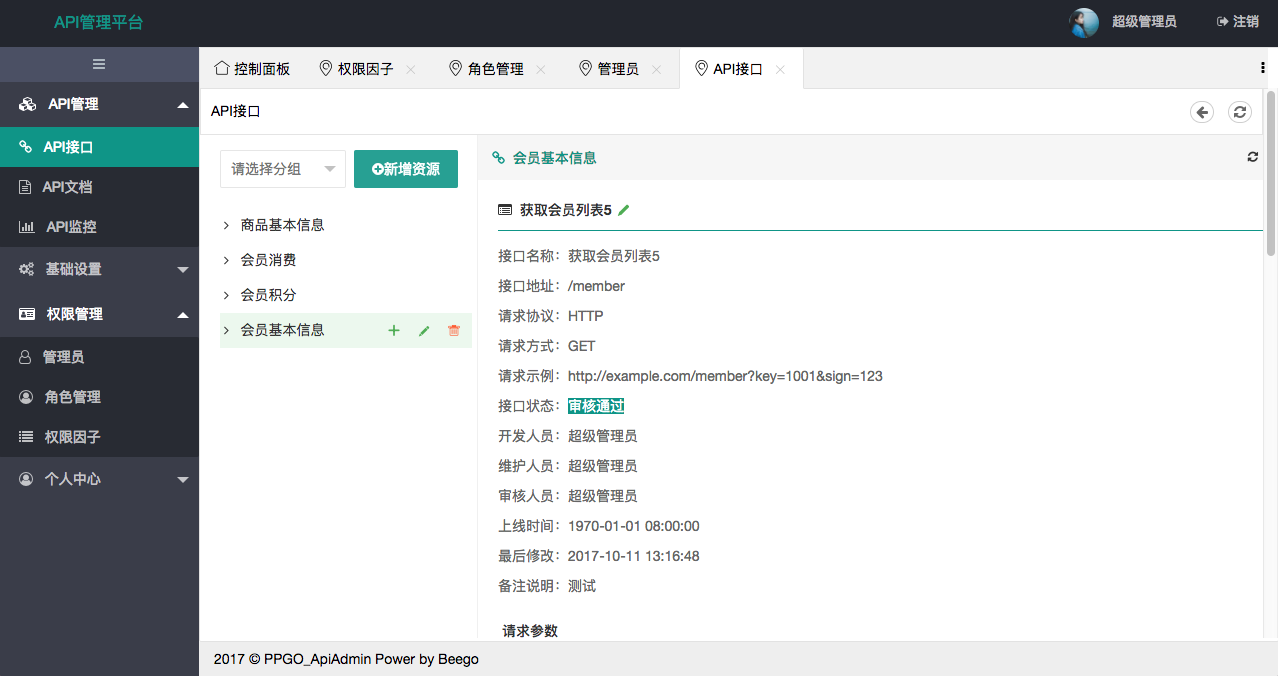 API管理平台
超级管理员
注销
API管理
API接口
API文档
API监控
基础设置
权限管理
管理员
角色管理
权限因子
个人中心
控制面板
权限因子
角色管理
管理员
API接口
API接口
请选择分组
新增资源
商品基本信息
会员消费
会员积分
会员基本信息
会员基本信息
获取会员列表5
接口名称：获取会员列表5
接口地址：/member
请求协议：HTTP
请求方式：GET
请求示例：http://example.com/member?key=1001&sign=123
接口状态：审核通过
开发人员：超级管理员
维护人员：超级管理员
审核人员：超级管理员
上线时间：1970-01-01 08:00:00
最后修改：2017-10-11 13:16:48
备注说明：测试
请求参数
2017 © PPGO_ApiAdmin Power by Beego